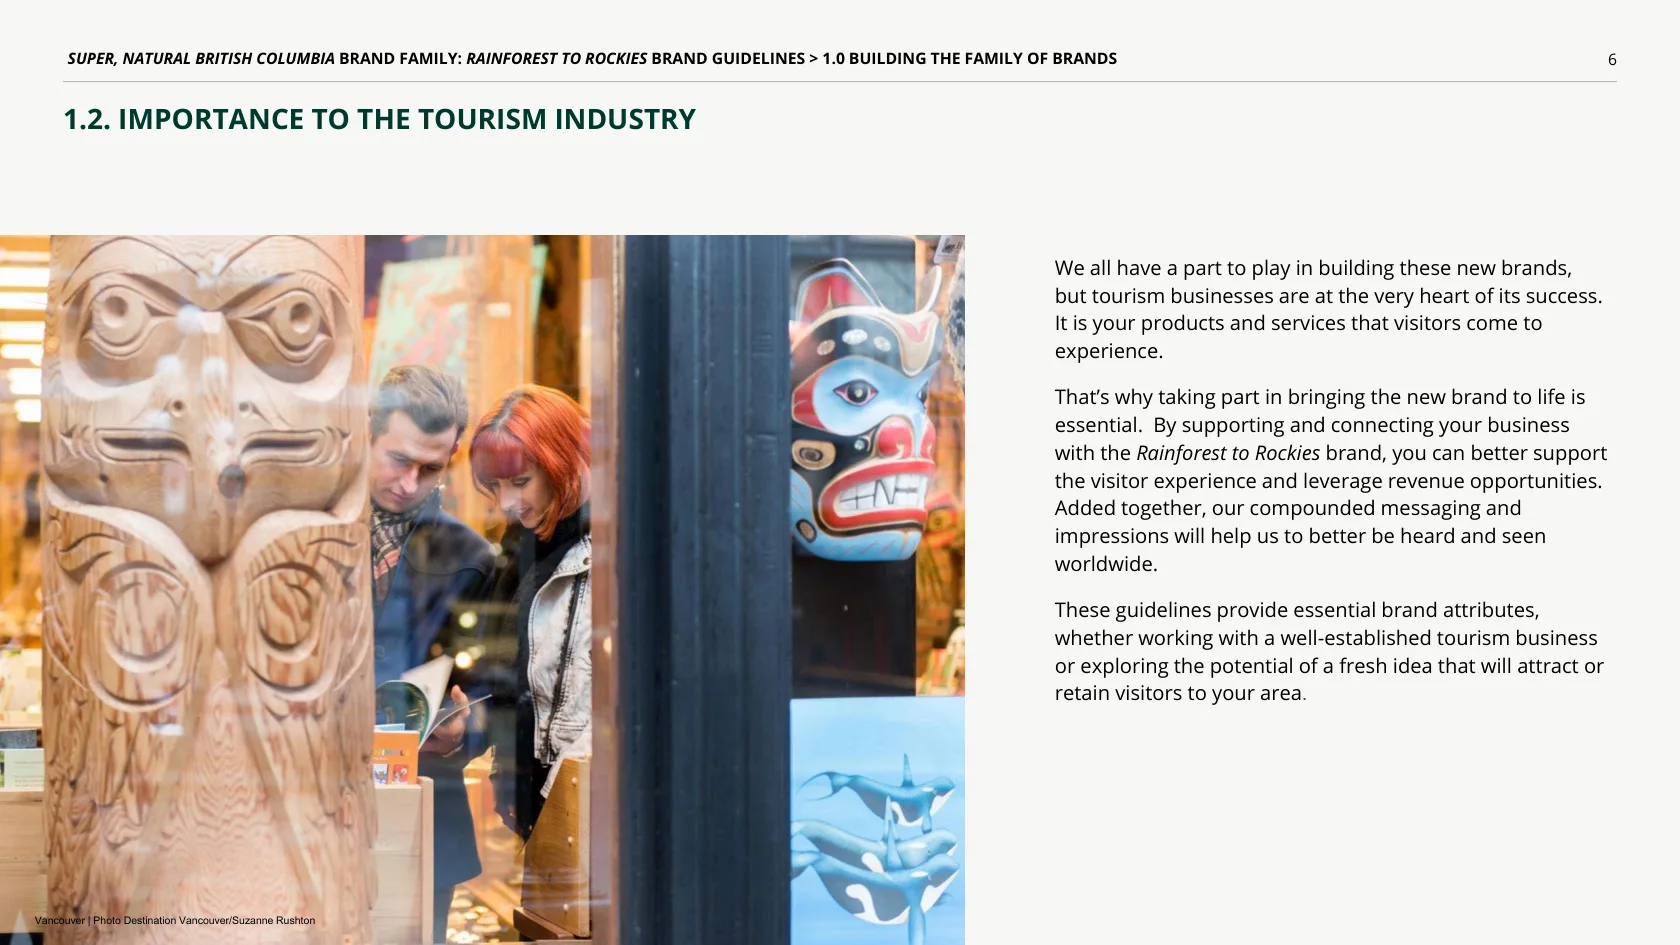 SUPER, NATURAL BRITISH COLUMBIA BRAND FAMILY: RAINFOREST TO ROCKIES BRAND GUIDELINES > 1.0 BUILDING THE FAMILY OF BRANDS
6
1.2. IMPORTANCE TO THE TOURISM INDUSTRY
We all have a part to play in building these new brands,
but tourism businesses are at the very heart of its success.
It is your products and services that visitors come to
experience.
That’s why taking part in bringing the new brand to life is
essential.  By supporting and connecting your business
with the Rainforest to Rockies brand, you can better support
the visitor experience and leverage revenue opportunities.
Added together, our compounded messaging and
impressions will help us to better be heard and seen
worldwide.
These guidelines provide essential brand attributes,
whether working with a well-established tourism business
or exploring the potential of a fresh idea that will attract or
retain visitors to your area.
Vancouver | Photo Destination Vancouver/Suzanne Rushton